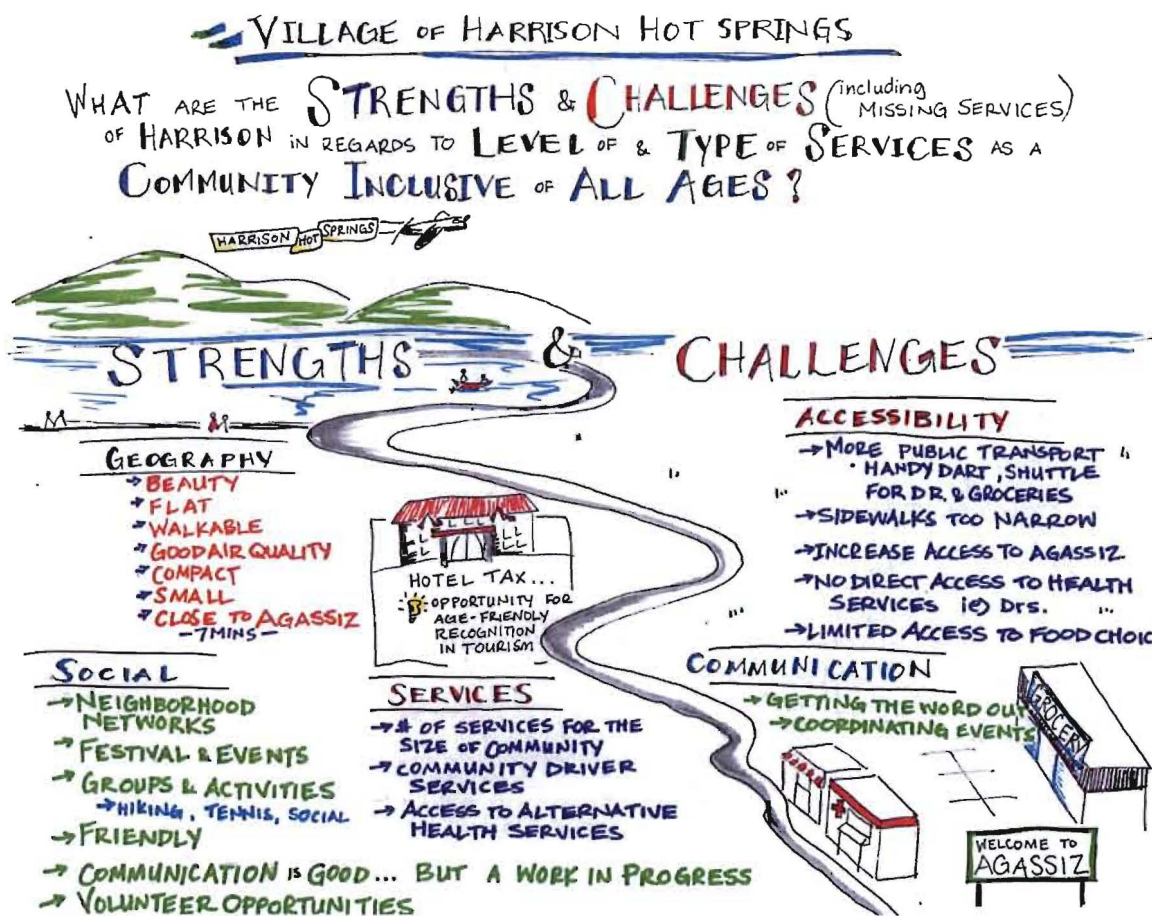 VILLAGE OF HARRISON HOT SPRINGS
WHAT ARE THE STRENGTHS & CHALLENGES (including MISSING SERVICES)
OF HARRISON IN REGARDS TO LEVEL OF & TYPE OF SERVICES AS A
COMMUNITY INCLUSIVE OF ALL AGES?
HARRISON HOT SPRINGS
STRENGTHS & CHALLENGES
GEOGRAPHY
→ BEAUTY
→ FLAT
→ WALKABLE
→ GOOD AIR QUALITY
→ COMPACT
→ SMALL
→ CLOSE TO AGASSIZ
-7 MINS-
SOCIAL
→ NEIGHBORHOOD
NETWORKS
→ FESTIVAL & EVENTS
→ GROUPS & ACTIVITIES
→ HIKING, TENNIS, SOCIAL
→ FRIENDLY
→ COMMUNICATION IS GOOD... BUT A WORK IN PROGRESS
→ VOLUNTEER OPPORTUNITIES
HOTEL TAX...
OPPORTUNITY FOR
AGE-FRIENDLY
RECOGNITION
IN TOURISM
SERVICES
→ # OF SERVICES FOR THE
SIZE OF COMMUNITY
→ COMMUNITY DRIVER
SERVICES
→ ACCESS TO ALTERNATIVE
HEALTH SERVICES
ACCESSIBILITY
→ MORE PUBLIC TRANSPORT
• HANDY DART, SHUTTLE
FOR DR. & GROCERIES
→ SIDEWALKS TOO NARROW
→ INCREASE ACCESS TO AGASSIZ
→ NO DIRECT ACCESS TO HEALTH
SERVICES ie) Drs.
→ LIMITED ACCESS TO FOOD CHOIC
COMMUNICATION
→ GETTING THE WORD OUT
→ COORDINATING EVENTS
GROCERY
WELCOME TO
AGASSIZ